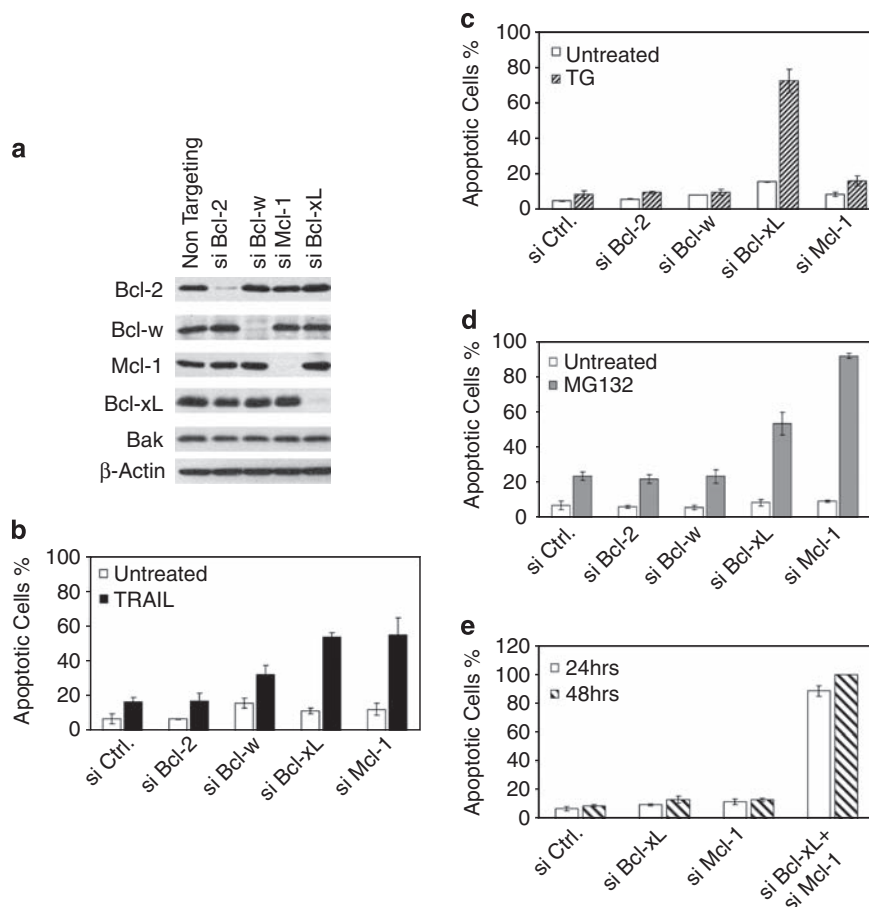 a
Non Targeting
si Bcl-2
si Bcl-w
si Mcl-1
si Bcl-xL
Bcl-2
Bcl-w
Mcl-1
Bcl-xL
Bak
β-Actin
b
Apoptotic Cells %
100
80
60
40
20
0
Untreated
TRAIL
si Ctrl.
si Bcl-2
si Bcl-w
si Bcl-xL
si Mcl-1
c
Apoptotic Cells %
100
80
60
40
20
0
Untreated
TG
si Ctrl.
si Bcl-2
si Bcl-w
si Bcl-xL
si Mcl-1
d
Apoptotic Cells %
100
80
60
40
20
0
Untreated
MG132
si Ctrl.
si Bcl-2
si Bcl-w
si Bcl-xL
si Mcl-1
e
Apoptotic Cells %
120
100
80
60
40
20
0
24hrs
48hrs
si Ctrl.
si Bcl-xL
si Mcl-1
si Bcl-xL+
si Mcl-1